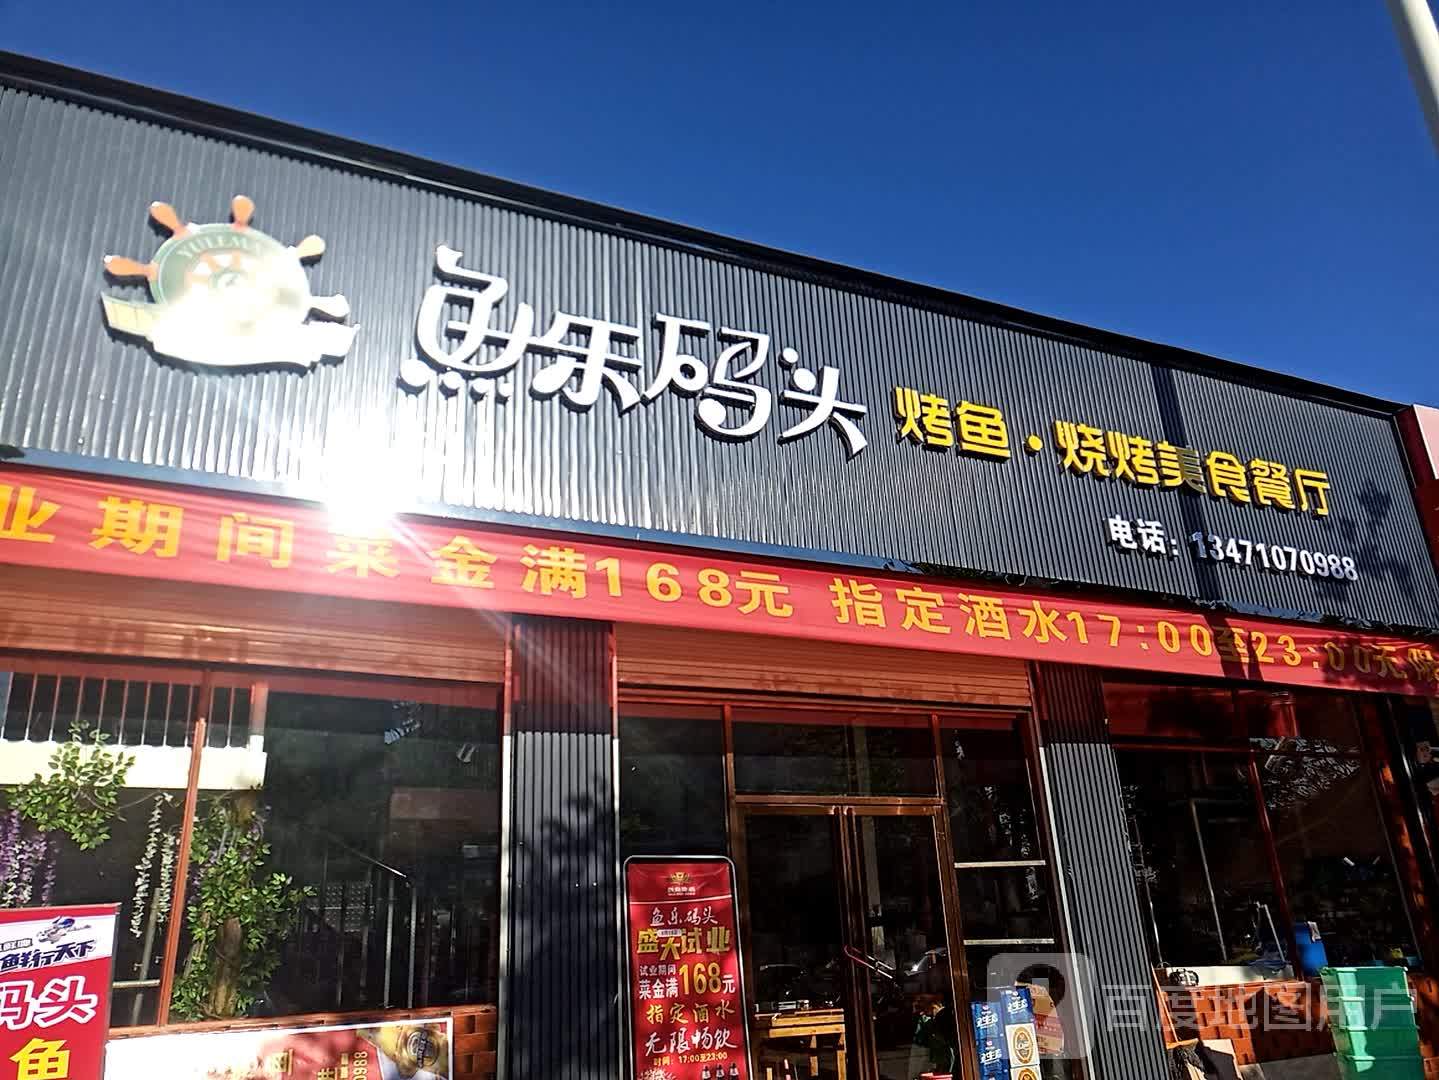 YULEMA
鱼乐码头
烤鱼·烧烤美食餐厅
电话：13471070988
业期间菜金满168元 指定酒水17:00至23:00无限
鱼乐码头
盛大试业
试业期间
菜金满168元
指定酒水
无限畅饮
时间：17:00至23:00
鲜行天下
码头
鱼
0988
百度地图用户